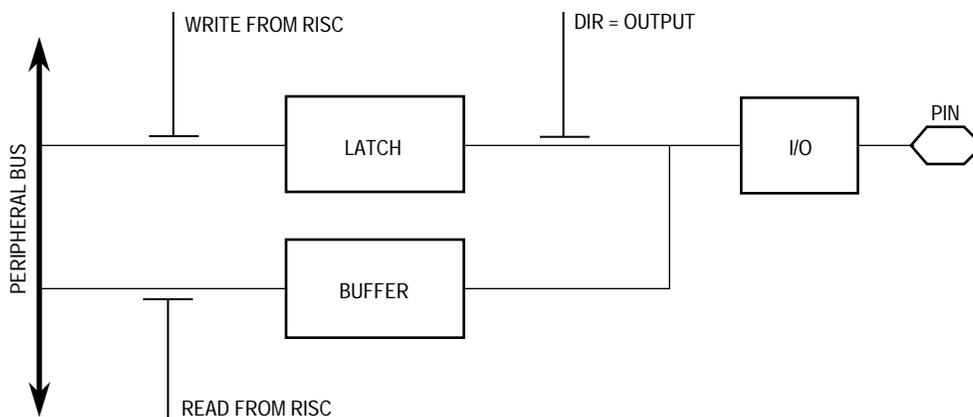 WRITE FROM RISC
DIR = OUTPUT
LATCH
I/O
PIN
PERIPHERAL BUS
BUFFER
READ FROM RISC